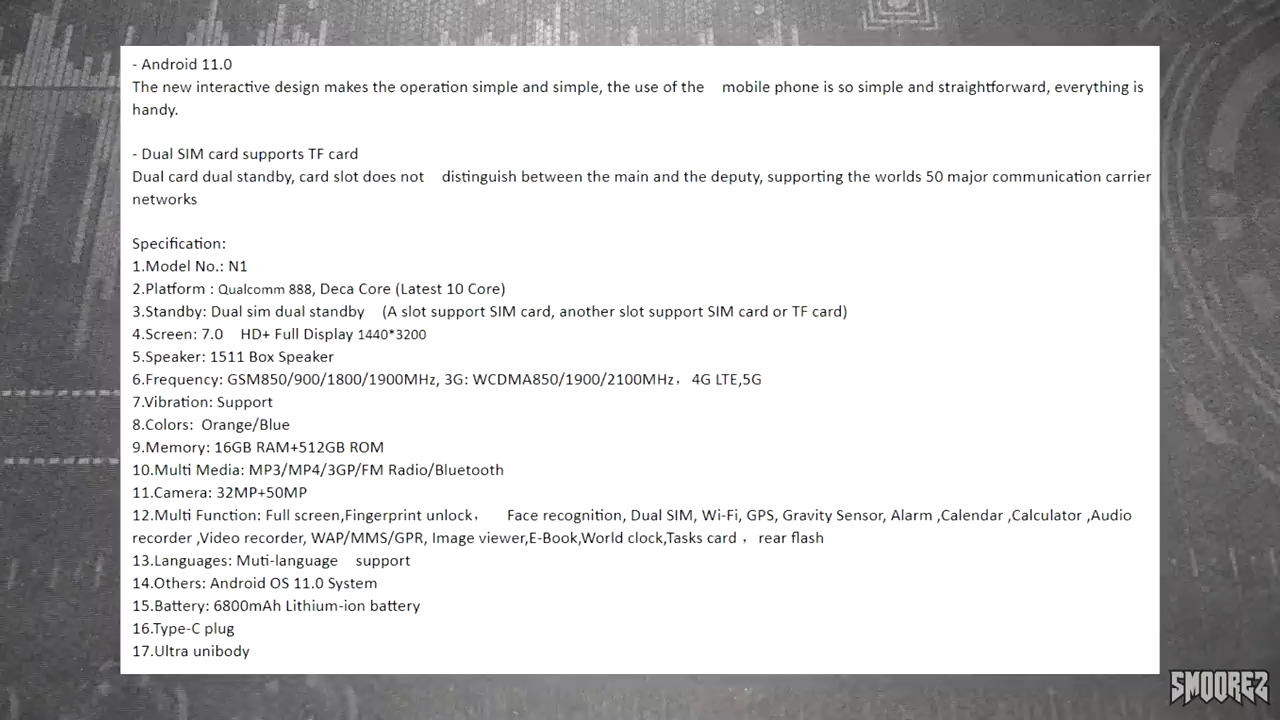 - Android 11.0
The new interactive design makes the operation simple and simple, the use of the mobile phone is so simple and straightforward, everything is
handy.
- Dual SIM card supports TF card
Dual card dual standby, card slot does not distinguish between the main and the deputy, supporting the worlds 50 major communication carrier
networks
Specification:
1.Model No.: N1
2.Platform : Qualcomm 888, Deca Core (Latest 10 Core)
3.Standby: Dual sim dual standby (A slot support SIM card, another slot support SIM card or TF card)
4.Screen: 7.0 HD+ Full Display 1440*3200
5.Speaker: 1511 Box Speaker
6.Frequency: GSM850/900/1800/1900MHz, 3G: WCDMA850/1900/2100MHz，4G LTE,5G
7.Vibration: Support
8.Colors: Orange/Blue
9.Memory: 16GB RAM+512GB ROM
10.Multi Media: MP3/MP4/3GP/FM Radio/Bluetooth
11.Camera: 32MP+50MP
12.Multi Function: Full screen,Fingerprint unlock， Face recognition, Dual SIM, Wi-Fi, GPS, Gravity Sensor, Alarm ,Calendar ,Calculator ,Audio
recorder ,Video recorder, WAP/MMS/GPR, Image viewer,E-Book,World clock,Tasks card ，rear flash
13.Languages: Muti-language support
14.Others: Android OS 11.0 System
15.Battery: 6800mAh Lithium-ion battery
16.Type-C plug
17.Ultra unibody
SMOOREZ